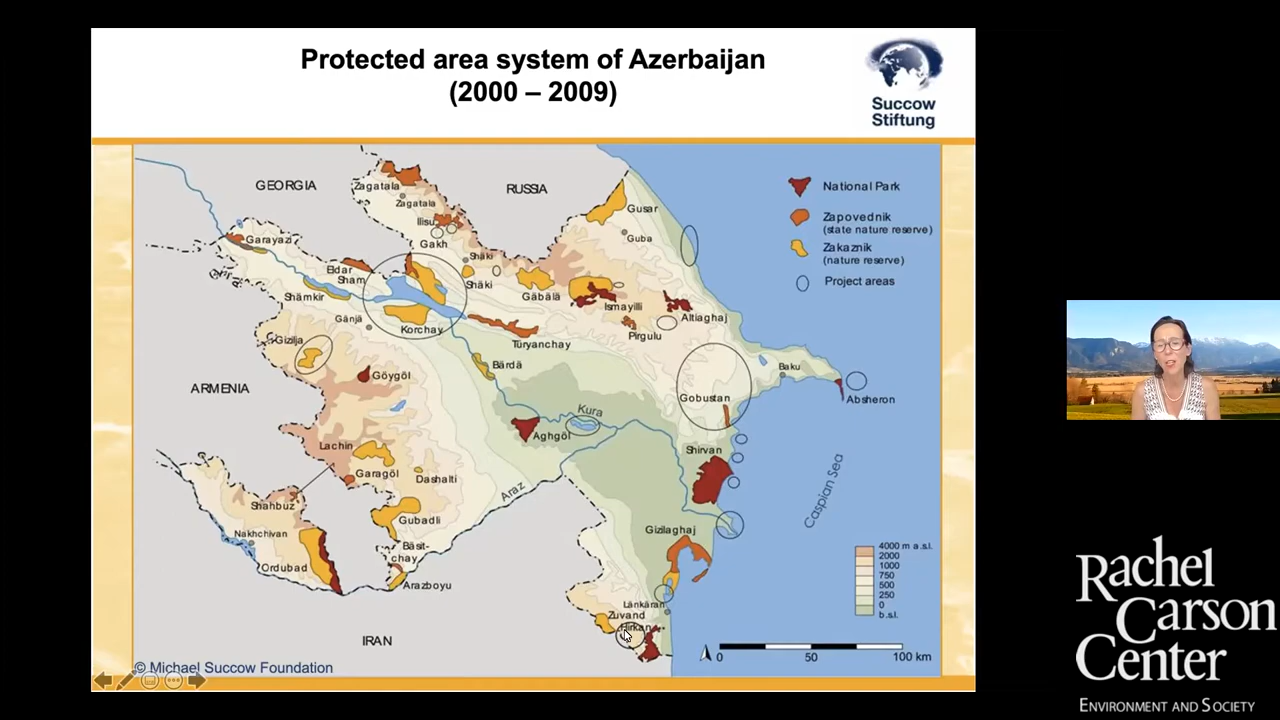 Protected area system of Azerbaijan
(2000 – 2009)
Succow
Stiftung
GEORGIA
RUSSIA
ARMENIA
IRAN
Caspian Sea
Zagatala
Zagatala
Ilisu
Gakh
Garayazi
Eldar
Sham
Shämkir
Gänjä
Korchay
Shäki
Shäki
Gäbälä
Ismayilli
Gusar
Guba
Altiaghaj
Pirgulu
Türyanchay
Bärdä
Gizilja
Göygöl
Kura
Aghgöl
Gobustan
Baku
Absheron
Shirvan
Lachin
Garagöl
Dashalti
Shahbuz
Nakhchivan
Ordubad
Gubadli
Bäsit-
chay
Arazboyu
Araz
Gizilaghaj
Länkäran
Zuvand
Hirkan
National Park
Zapovednik
(state nature reserve)
Zakaznik
(nature reserve)
Project areas
4000 m a.s.l.
2000
1000
750
500
250
0
b.s.l.
0 50 100 km
© Michael Succow Foundation
Rachel
Carson
Center
ENVIRONMENT AND SOCIETY